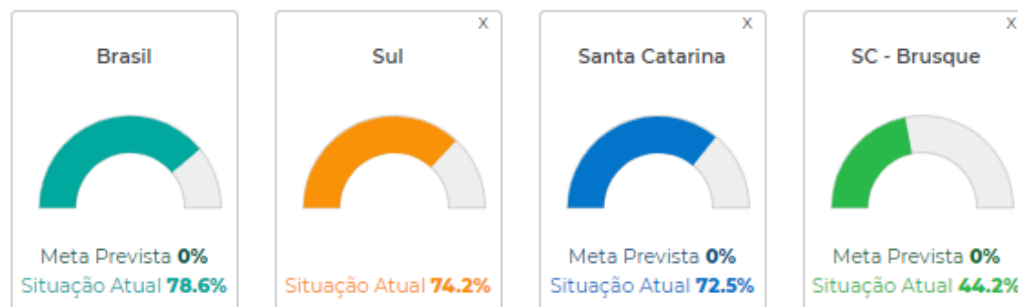 Brasil
Meta Prevista 0%
Situação Atual 78.6%
X
Sul
Situação Atual 74.2%
X
Santa Catarina
Meta Prevista 0%
Situação Atual 72.5%
X
SC - Brusque
Meta Prevista 0%
Situação Atual 44.2%